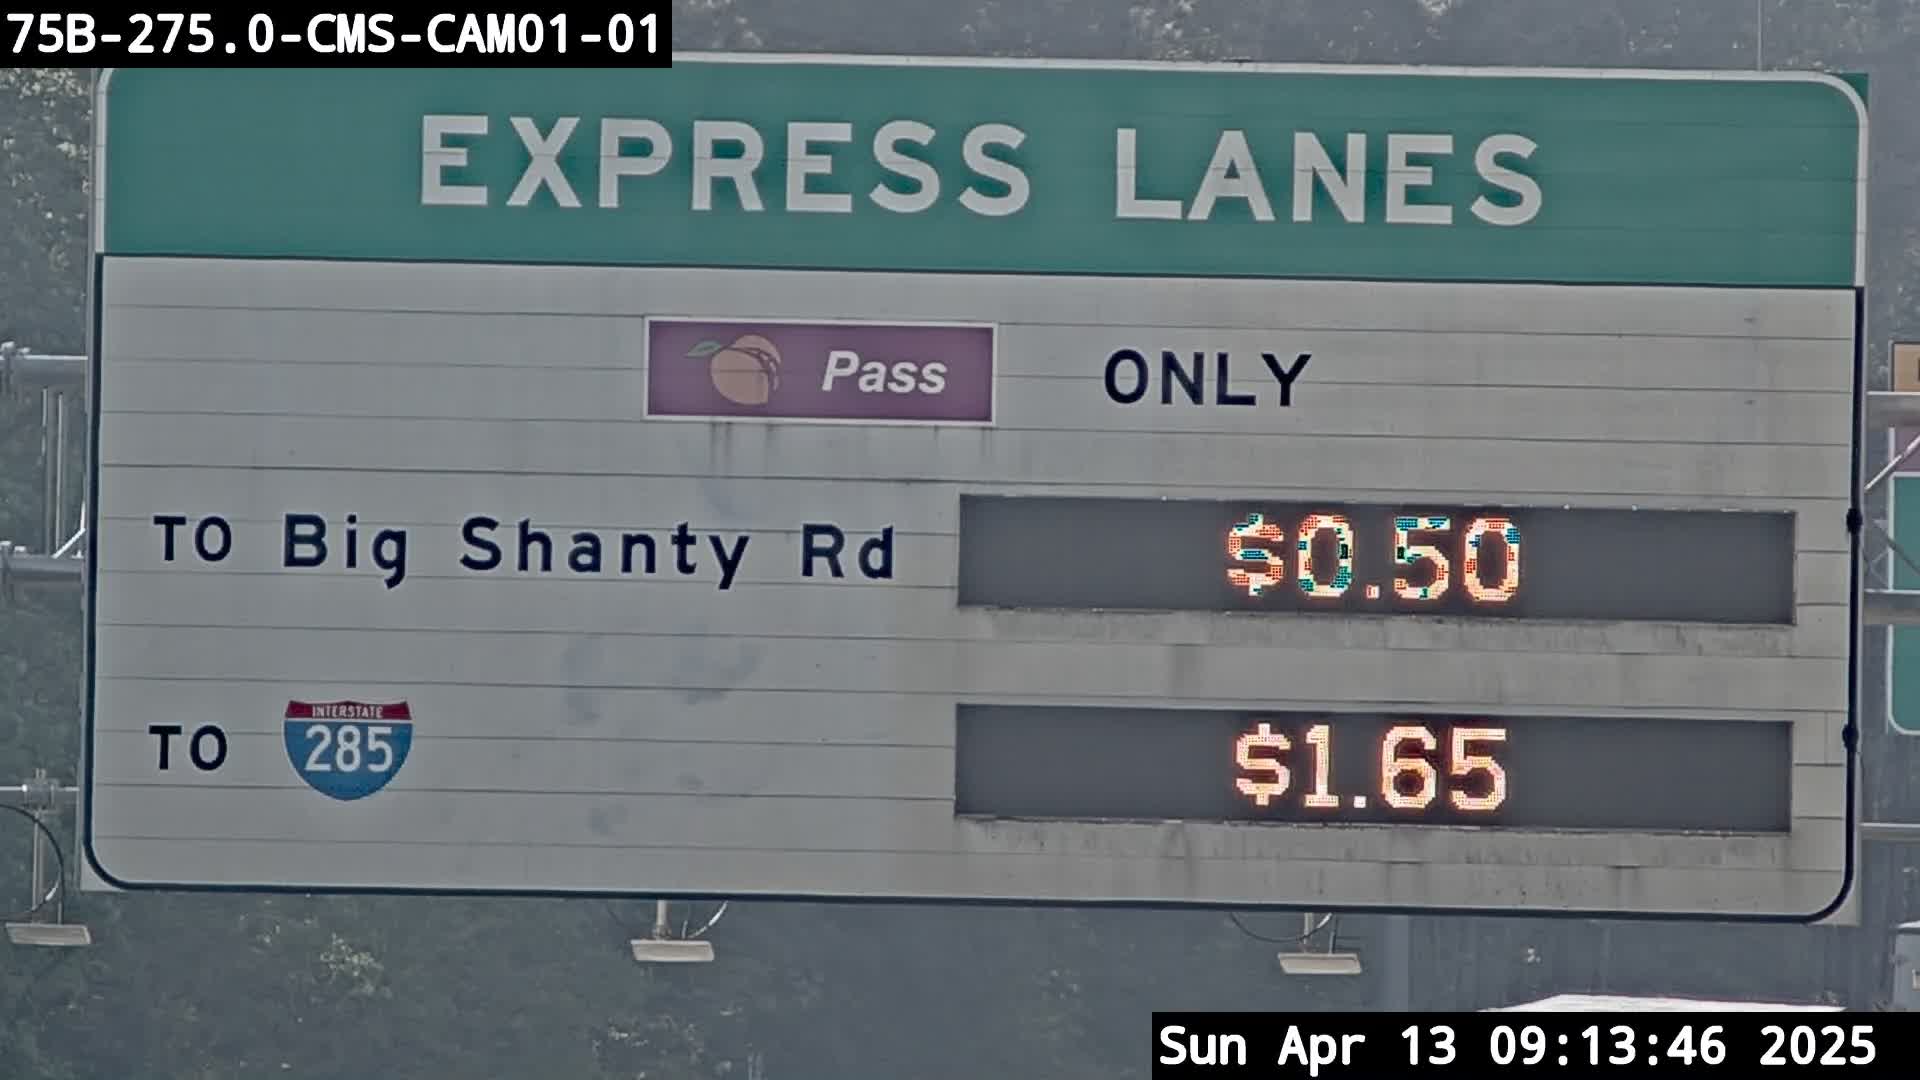 75B-275.0-CMS-CAM01-01
EXPRESS LANES
Pass ONLY
TO Big Shanty Rd $0.50
TO INTERSTATE 285 $1.65
Sun Apr 13 09:13:46 2025